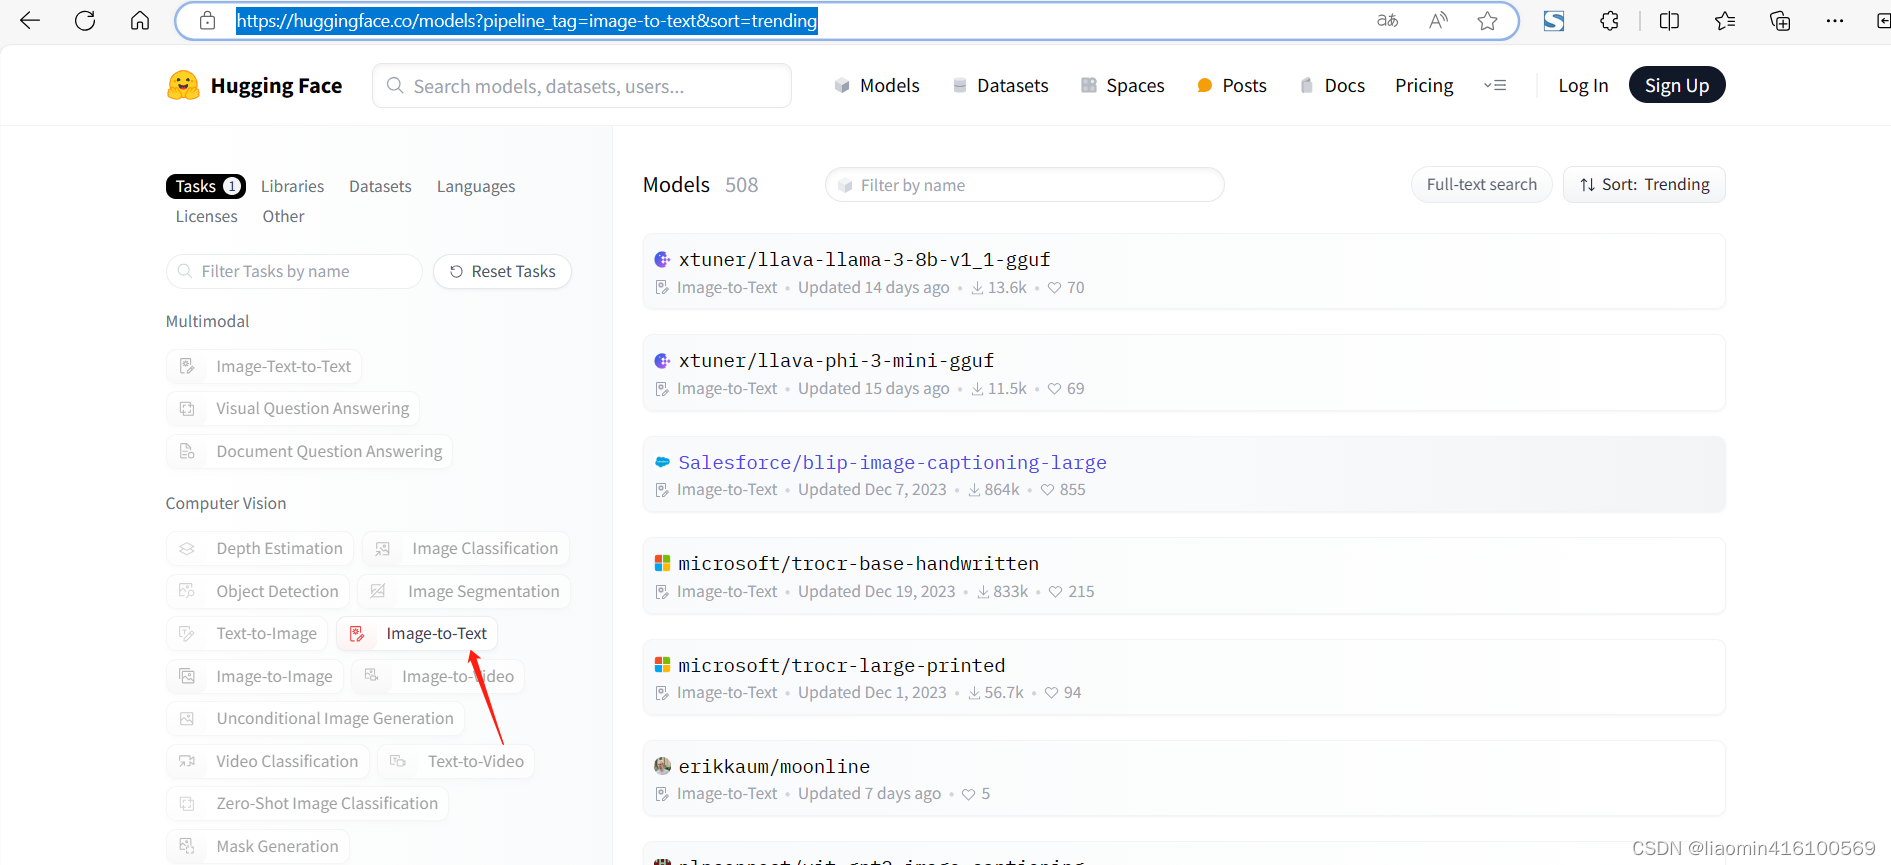 https://huggingface.co/models?pipeline_tag=image-to-text&sort=trending
Hugging Face
Search models, datasets, users...
Models
Datasets
Spaces
Posts
Docs
Pricing
Log In
Sign Up
Tasks 1
Libraries
Datasets
Languages
Licenses
Other
Filter Tasks by name
Reset Tasks
Multimodal
Image-Text-to-Text
Visual Question Answering
Document Question Answering
Computer Vision
Depth Estimation
Image Classification
Object Detection
Image Segmentation
Text-to-Image
Image-to-Text
Image-to-Image
Image-to-Video
Unconditional Image Generation
Video Classification
Text-to-Video
Zero-Shot Image Classification
Mask Generation
Models 508
Filter by name
Full-text search
Sort: Trending
xtuner/llava-llama-3-8b-v1_1-gguf
Image-to-Text • Updated 14 days ago • 13.6k • 70
xtuner/llava-phi-3-mini-gguf
Image-to-Text • Updated 15 days ago • 11.5k • 69
Salesforce/blip-image-captioning-large
Image-to-Text • Updated Dec 7, 2023 • 864k • 855
microsoft/trocr-base-handwritten
Image-to-Text • Updated Dec 19, 2023 • 833k • 215
microsoft/trocr-large-printed
Image-to-Text • Updated Dec 1, 2023 • 56.7k • 94
erikkaum/moonline
Image-to-Text • Updated 7 days ago • 5
CSDN @liaomin416100569